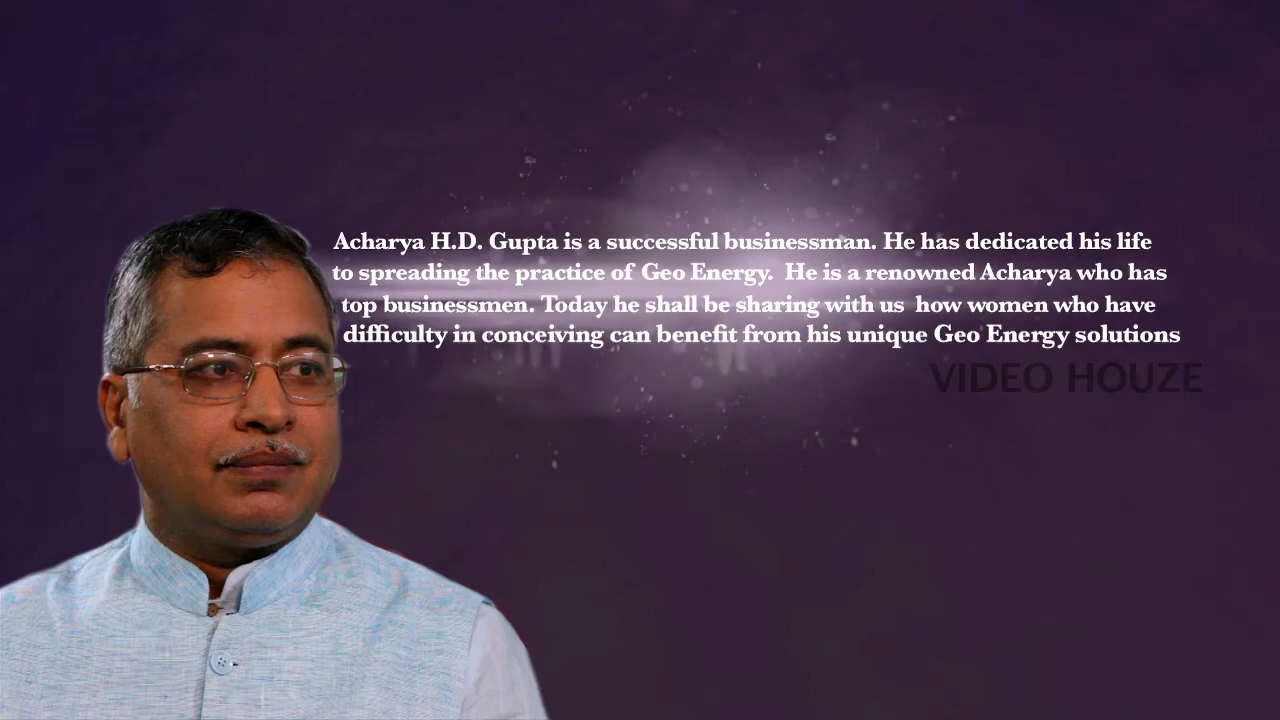 Acharya H.D. Gupta is a successful businessman. He has dedicated his life
to spreading the practice of Geo Energy. He is a renowned Acharya who has
top businessmen. Today he shall be sharing with us how women who have
difficulty in conceiving can benefit from his unique Geo Energy solutions
VIDEO HOUZE